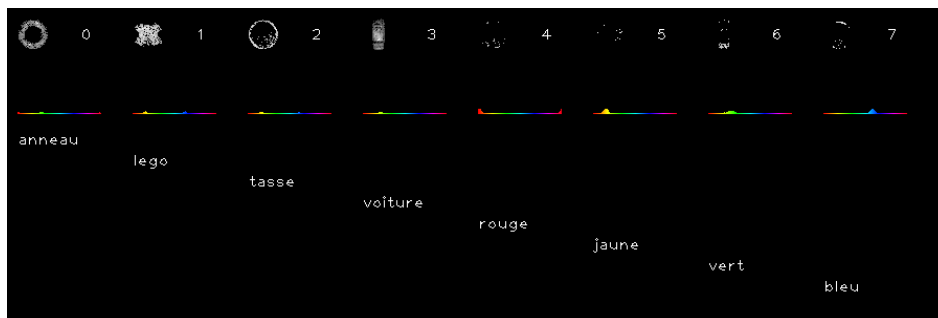 0 1 2 3 4 5 6 7
anneau
lego
tasse
voiture
rouge
jaune
vert
bleu